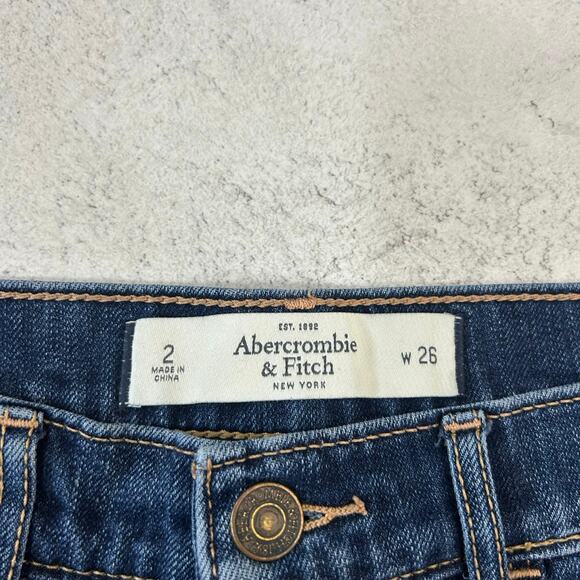 EST. 1892
2
MADE IN
CHINA
Abercrombie
& Fitch
NEW YORK
W 26